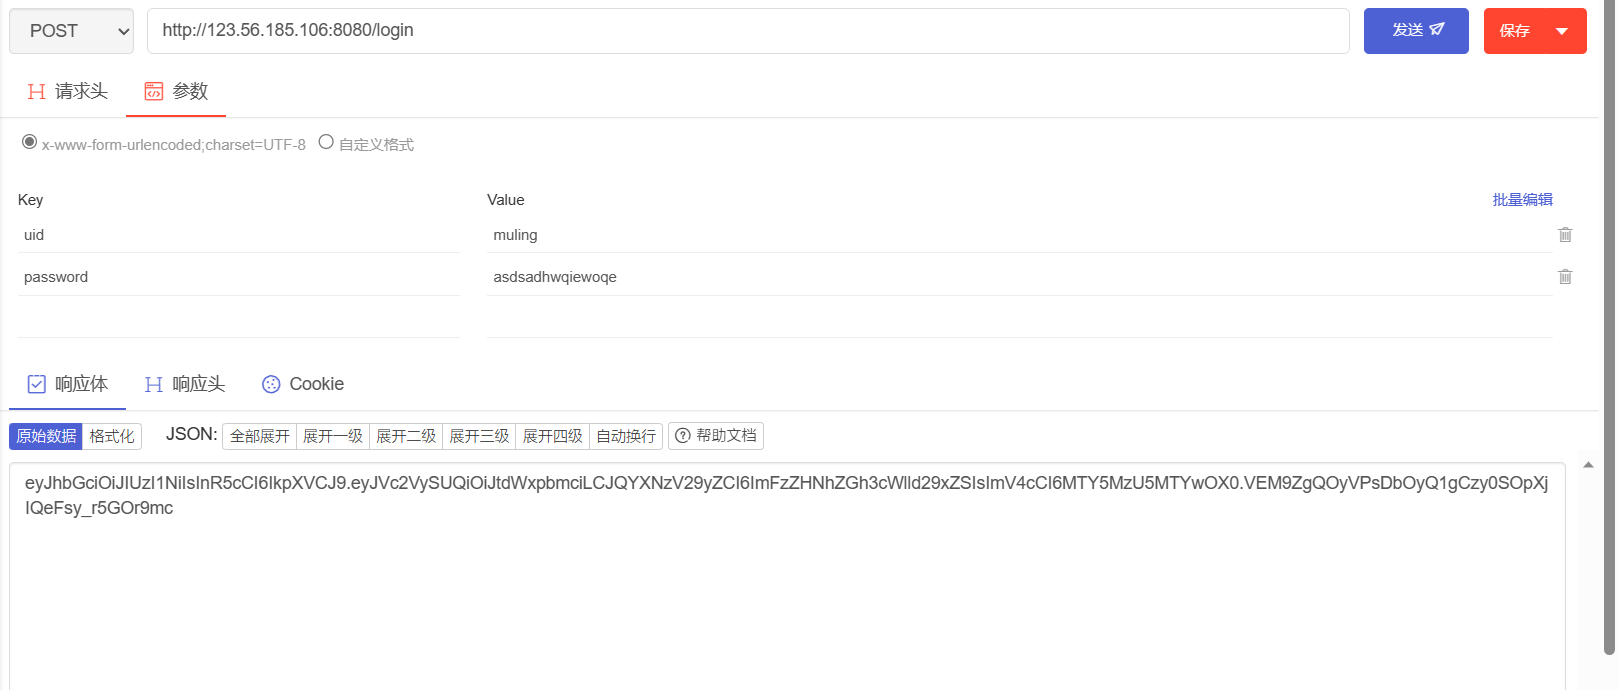 POST http://123.56.185.106:8080/login 发送 保存
请求头 参数
x-www-form-urlencoded;charset=UTF-8 自定义格式
Key Value 批量编辑
uid muling
password asdsadhwqiewoqe
响应体 响应头 Cookie
原始数据 格式化 JSON: 全部展开 展开一级 展开二级 展开三级 展开四级 自动换行 帮助文档
eyJhbGciOiJIUzI1NiIsInR5cCI6IkpXVCJ9.eyJVc2VySUQiOiJtdWxpbmciLCJQYXNzV29yZCI6ImFzZHNhZGh3cWlld29xZSIsImV4cCI6MTY5MzU5MTYwOX0.VEM9ZgQOyVPsDbOyQ1gCzy0SOpXj
IQeFsy_r5GOr9mc